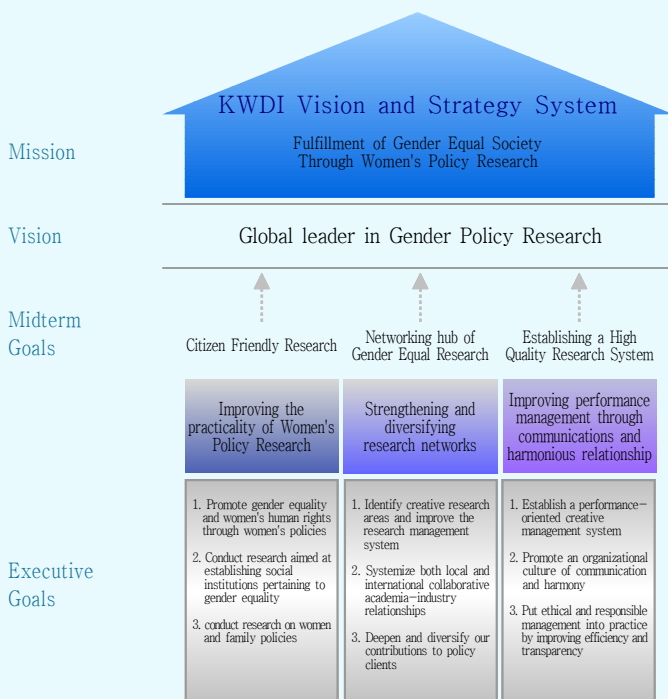 KWDI Vision and Strategy System
Mission
Fulfillment of Gender Equal Society
Through Women's Policy Research
Vision
Global leader in Gender Policy Research
Midterm
Goals
Citizen Friendly Research
Networking hub of
Gender Equal Research
Establishing a High
Quality Research System
Improving the
practicality of Women's
Policy Research
Strengthening and
diversifying
research networks
Improving performance
management through
communications and
harmonious relationship
Executive
Goals
1. Promote gender equality
and women's human rights
through women's policies
2. Conduct research aimed at
establishing social
institutions pertaining to
gender equality
3. conduct research on women
and family policies
1. Identify creative research
areas and improve the
research management
system
2. Systemize both local and
international collaborative
academia-industry
relationships
3. Deepen and diversify our
contributions to policy
clients
1. Establish a performance-
oriented creative
management system
2. Promote an organizational
culture of communication
and harmony
3. Put ethical and responsible
management into practice
by improving efficiency and
transparency